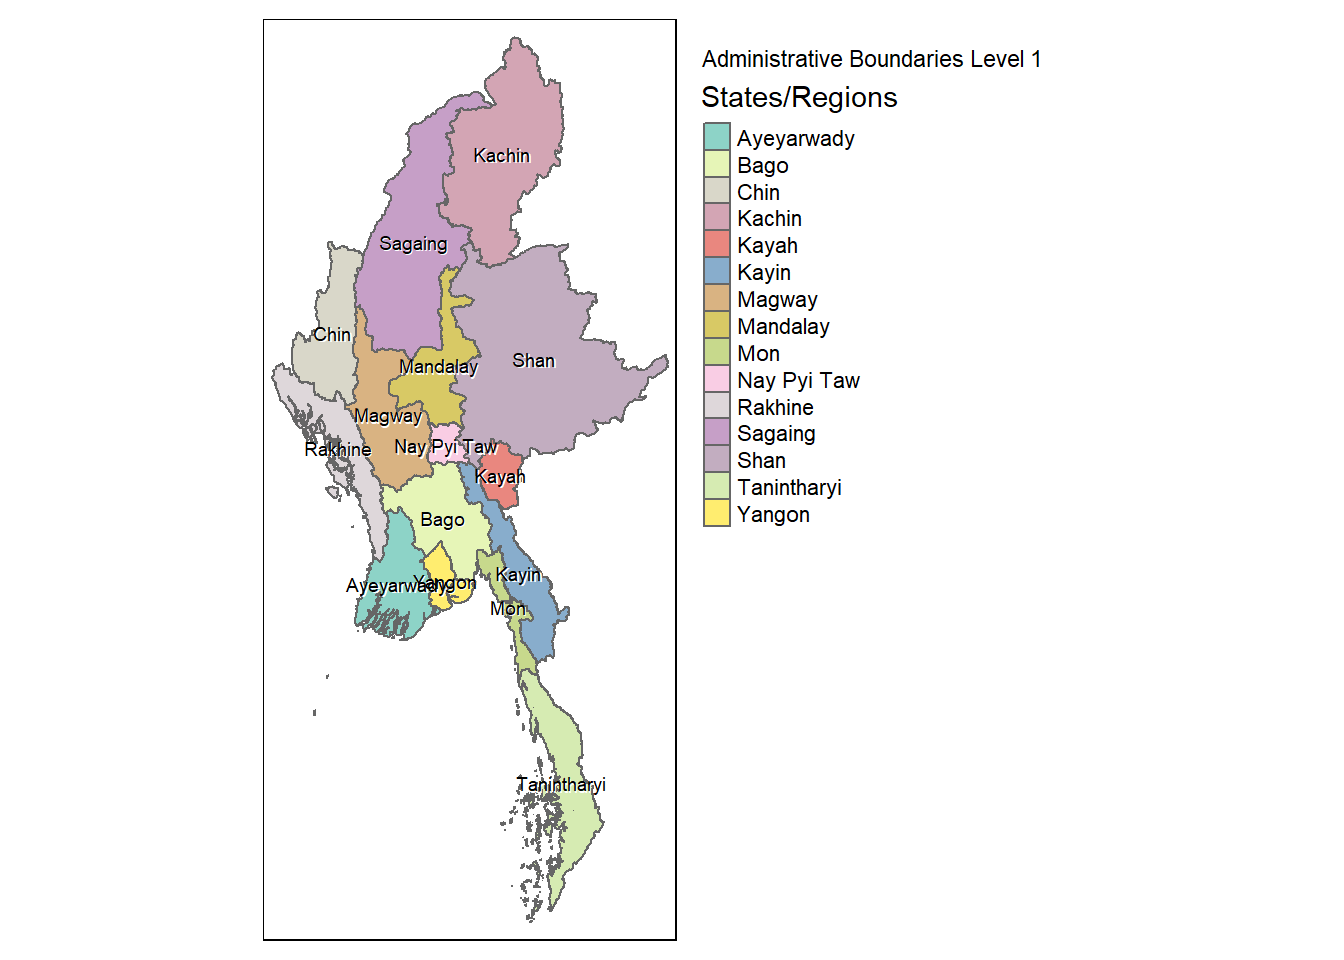 Administrative Boundaries Level 1
States/Regions
Ayeyarwady
Bago
Chin
Kachin
Kayah
Kayin
Magway
Mandalay
Mon
Nay Pyi Taw
Rakhine
Sagaing
Shan
Tanintharyi
Yangon
Kachin
Sagaing
Chin
Shan
Mandalay
Magway
Rakhine
Nay Pyi Taw
Kayah
Bago
Kayin
Ayeyarwady
Yangon
Mon
Tanintharyi